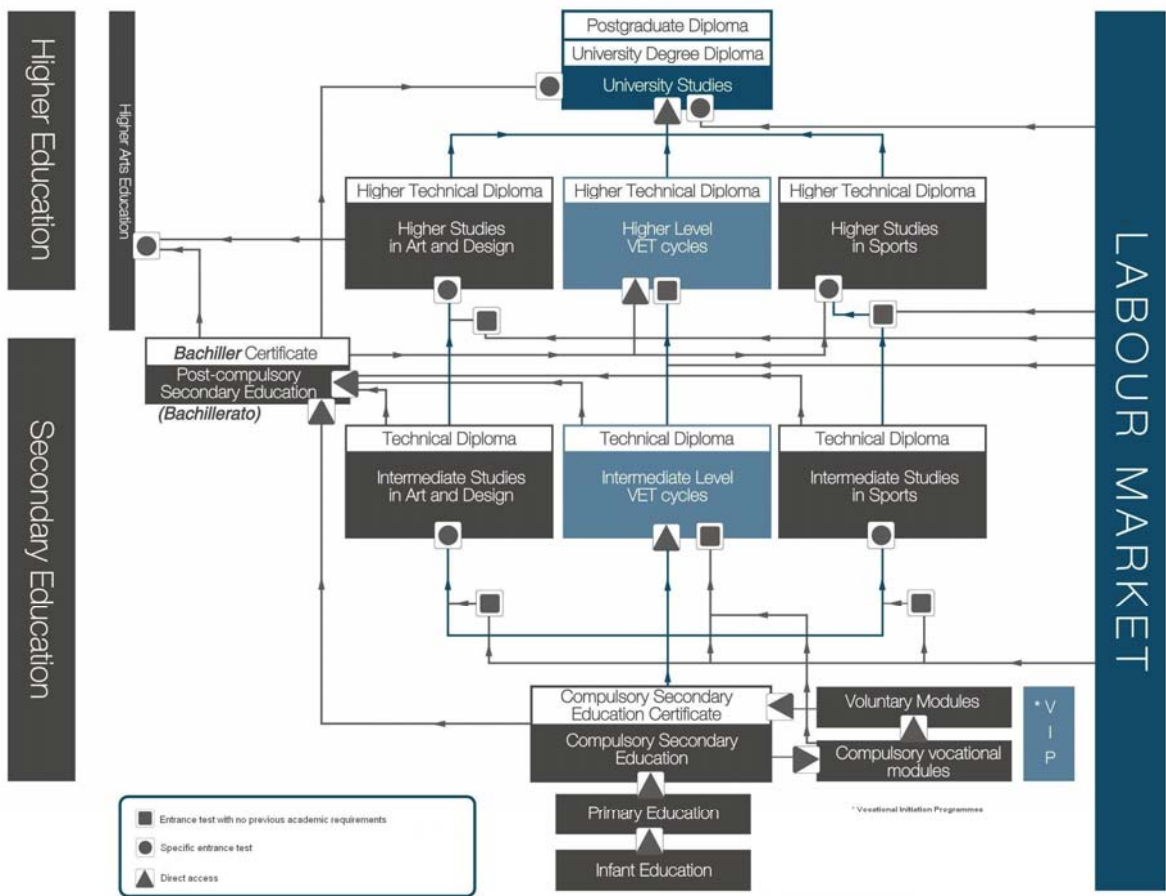 Higher Education
Secondary Education
Higher Arts Education
Postgraduate Diploma
University Degree Diploma
University Studies
Higher Technical Diploma
Higher Studies
in Art and Design
Higher Technical Diploma
Higher Level
VET cycles
Higher Technical Diploma
Higher Studies
in Sports
Bachiller Certificate
Post-compulsory
Secondary Education
(Bachillerato)
Technical Diploma
Intermediate Studies
in Art and Design
Technical Diploma
Intermediate Level
VET cycles
Technical Diploma
Intermediate Studies
in Sports
Compulsory Secondary
Education Certificate
Compulsory Secondary
Education
Primary Education
Infant Education
Voluntary Modules
Compulsory vocational
modules
* V
I
P
* Vocational Initiation Programmes
LABOUR MARKET
Entrance test with no previous academic requirements
Specific entrance test
Direct access